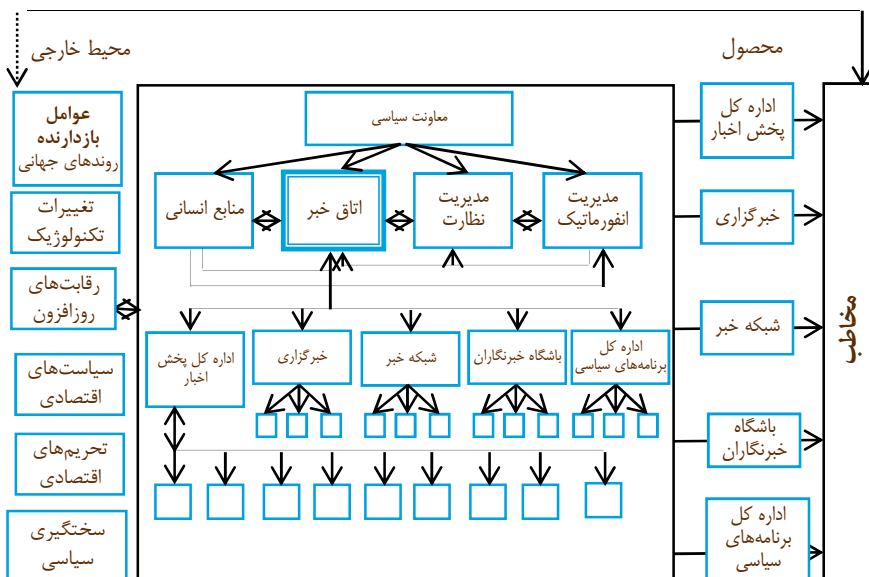 محیط خارجی
محصول
عوامل
بازدارنده
روندهای جهانی
تغییرات
تکنولوژیک
رقابت‌های
روزافزون
سیاست‌های
اقتصادی
تحریم‌های
اقتصادی
سختگیری
سیاسی
معاونت سیاسی
مدیریت
انفورماتیک
مدیریت
نظارت
اتاق خبر
منابع انسانی
اداره کل
برنامه‌های سیاسی
باشگاه خبرنگاران
شبکه خبر
خبرگزاری
اداره کل پخش
اخبار
اداره کل
پخش اخبار
خبرگزاری
شبکه خبر
باشگاه
خبرنگاران
اداره کل
برنامه‌های
سیاسی
مخاطب